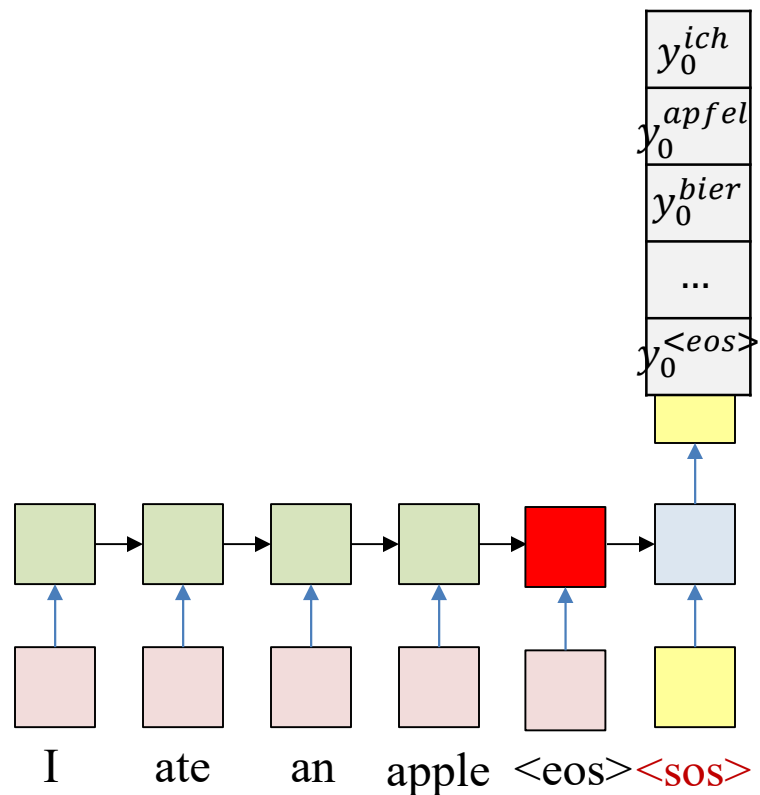 y_0^{ich}
y_0^{apfel}
y_0^{bier}
...
y_0^{<eos>}
I ate an apple <eos> <sos>